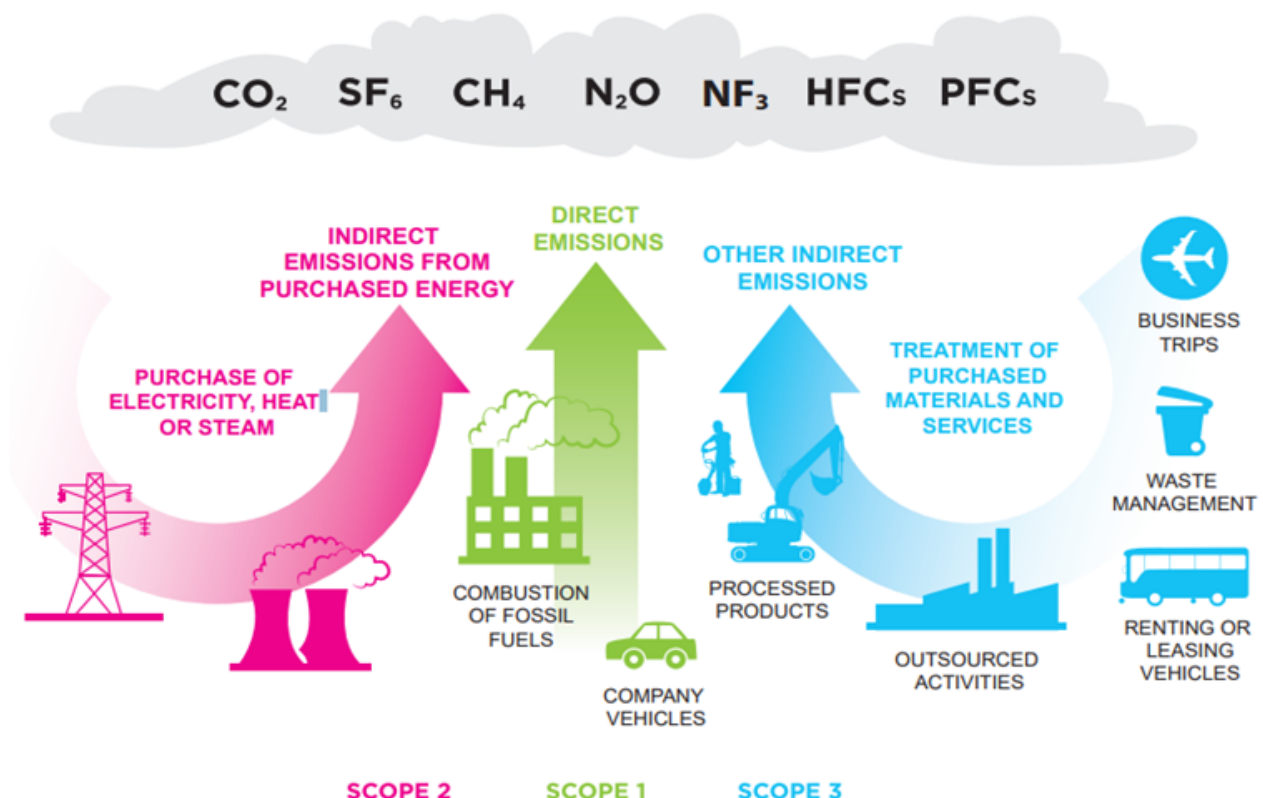 CO₂ SF₆ CH₄ N₂O NF₃ HFCs PFCs
INDIRECT
EMISSIONS FROM
PURCHASED ENERGY
DIRECT
EMISSIONS
OTHER INDIRECT
EMISSIONS
PURCHASE OF
ELECTRICITY, HEAT
OR STEAM
TREATMENT OF
PURCHASED
MATERIALS AND
SERVICES
BUSINESS
TRIPS
WASTE
MANAGEMENT
COMBUSTION
OF FOSSIL
FUELS
COMPANY
VEHICLES
PROCESSED
PRODUCTS
OUTSOURCED
ACTIVITIES
RENTING OR
LEASING
VEHICLES
SCOPE 2 SCOPE 1 SCOPE 3